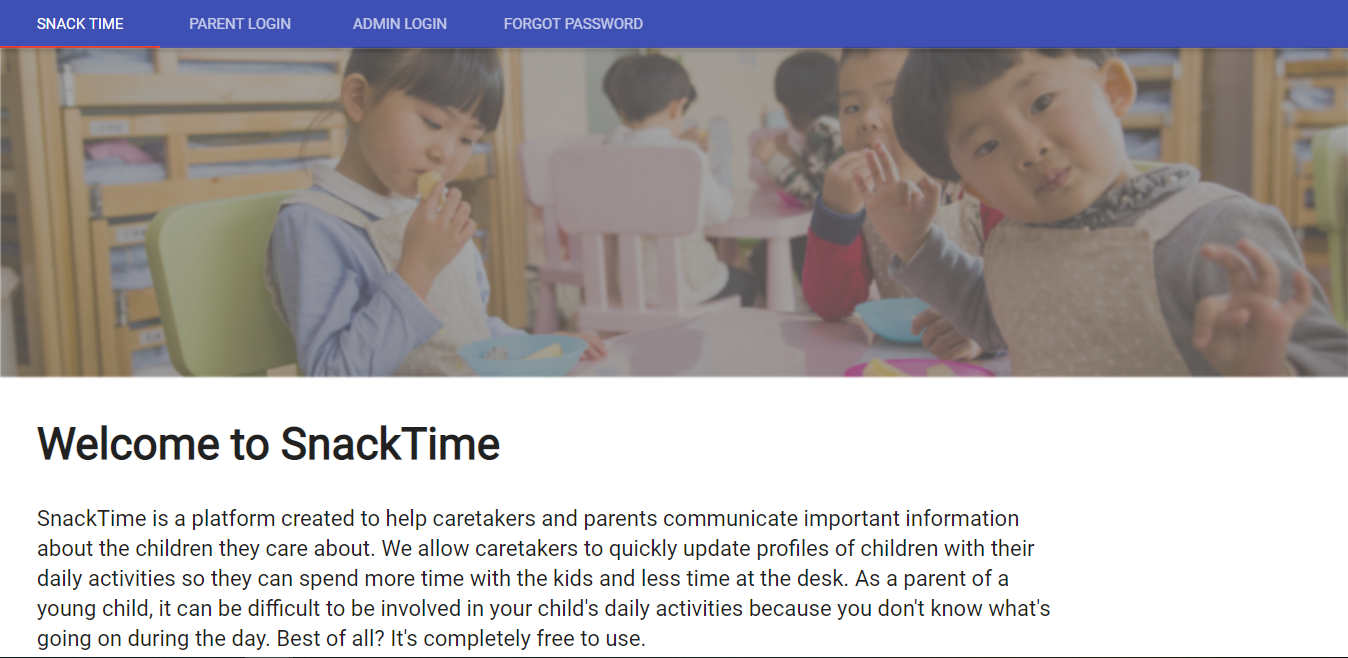 SNACK TIME PARENT LOGIN ADMIN LOGIN FORGOT PASSWORD
Welcome to SnackTime
SnackTime is a platform created to help caretakers and parents communicate important information
about the children they care about. We allow caretakers to quickly update profiles of children with their
daily activities so they can spend more time with the kids and less time at the desk. As a parent of a
young child, it can be difficult to be involved in your child's daily activities because you don't know what's
going on during the day. Best of all? It's completely free to use.